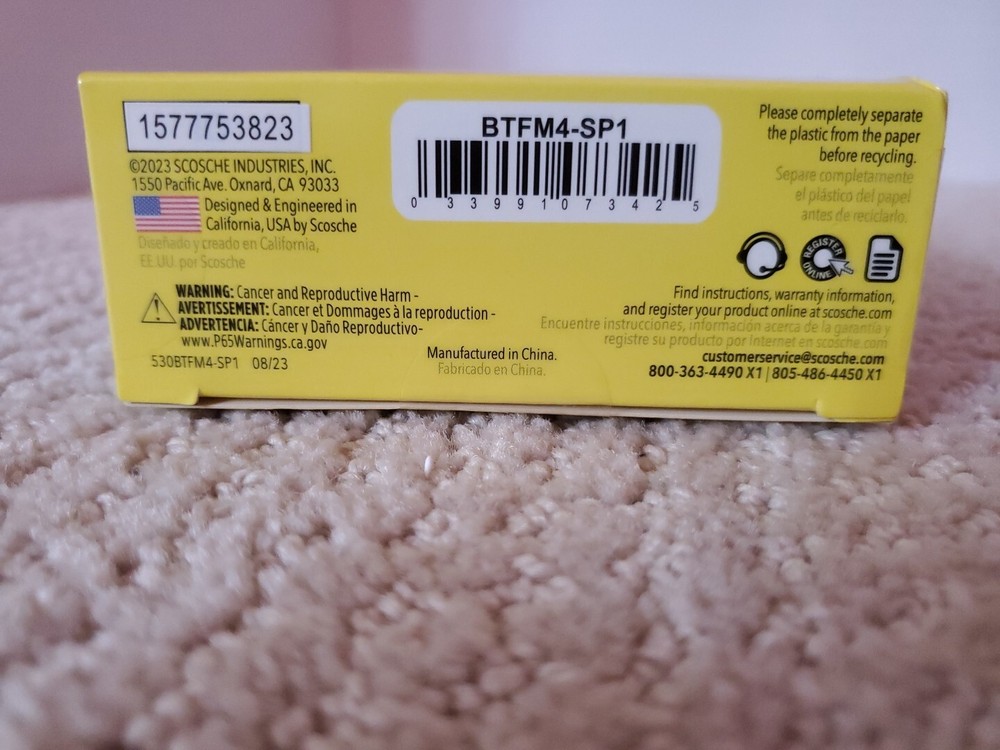 1577753823
©2023 SCOSCHE INDUSTRIES, INC.
1550 Pacific Ave. Oxnard, CA 93033
Designed & Engineered in
California, USA by Scosche
Diseñado y creado en California,
EE.UU. por Scosche
WARNING: Cancer and Reproductive Harm -
AVERTISSEMENT: Cancer et Dommages à la reproduction -
ADVERTENCIA: Cáncer y Daño Reproductivo-
www.P65Warnings.ca.gov
530BTFM4-SP1 08/23
BTFM4-SP1
0 33991 07342 5
Manufactured in China.
Fabricado en China.
Please completely separate
the plastic from the paper
before recycling.
Separe completamente
el plástico del papel
antes de reciclarlo.
REGISTER
ONLINE
Find instructions, warranty information,
and register your product online at scosche.com
Encuentre instrucciones, información acerca de la garantía y
registre su producto por Internet en scosche.com
customerservice@scosche.com
800-363-4490 X1 | 805-486-4450 X1